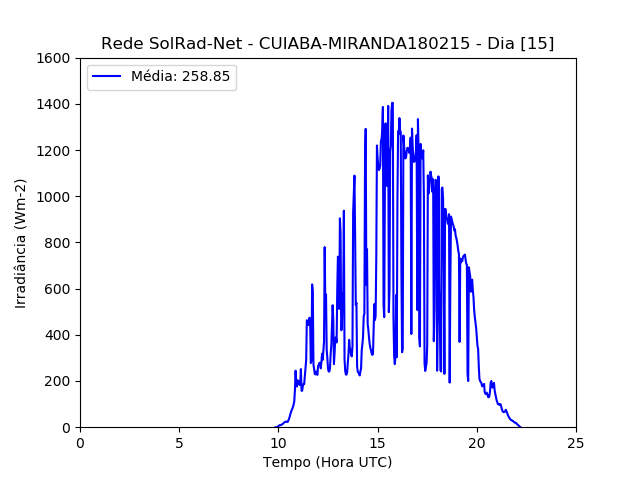 Rede SolRad-Net - CUIABA-MIRANDA180215 - Dia [15]
Média: 258.85
1600
1400
1200
1000
800
600
400
200
0
Irradiância (Wm-2)
0 5 10 15 20 25
Tempo (Hora UTC)